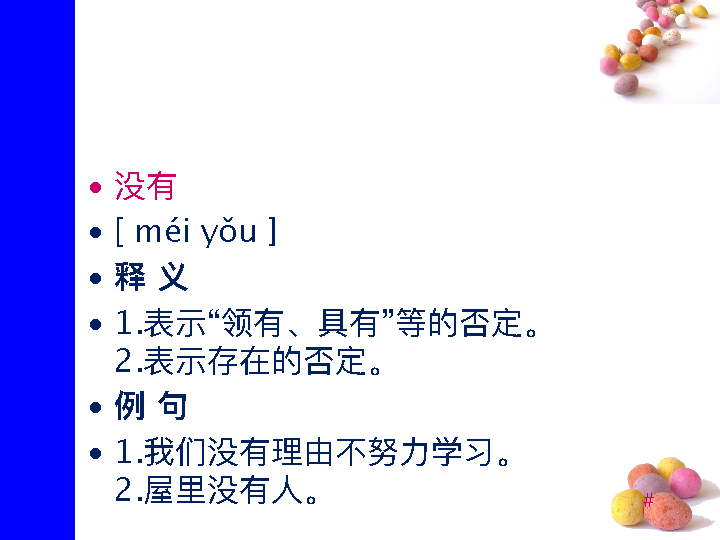 没有
[ méi yǒu ]
释 义
1.表示“领有、具有”等的否定。
2.表示存在的否定。
例 句
1.我们没有理由不努力学习。
2.屋里没有人。
#